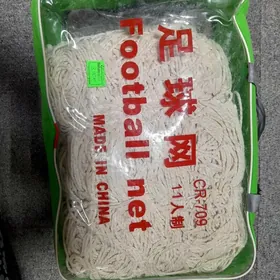 足球网
Football net
MADE IN CHINA
CR-709
11人制